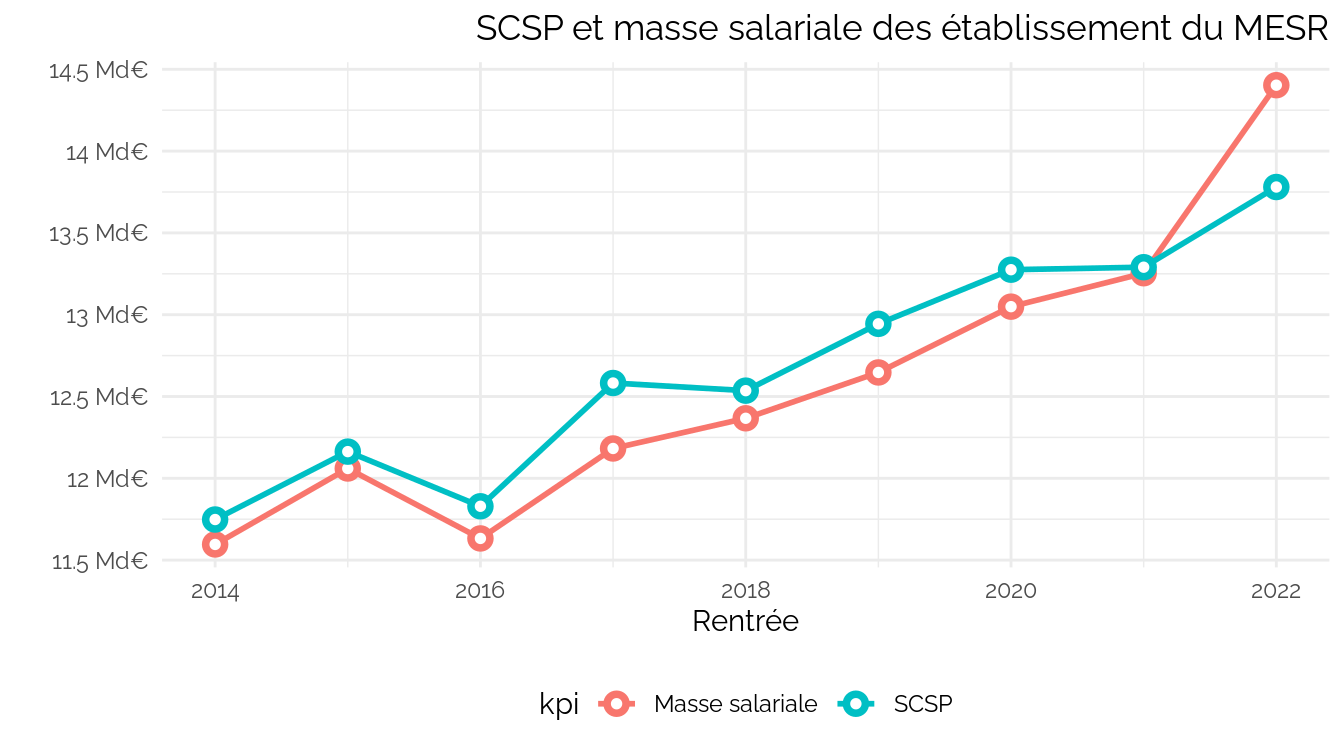 SCSP et masse salariale des établissement du MESR
14.5 Md€
14 Md€
13.5 Md€
13 Md€
12.5 Md€
12 Md€
11.5 Md€
2014 2016 2018 2020 2022
Rentrée
kpi Masse salariale SCSP